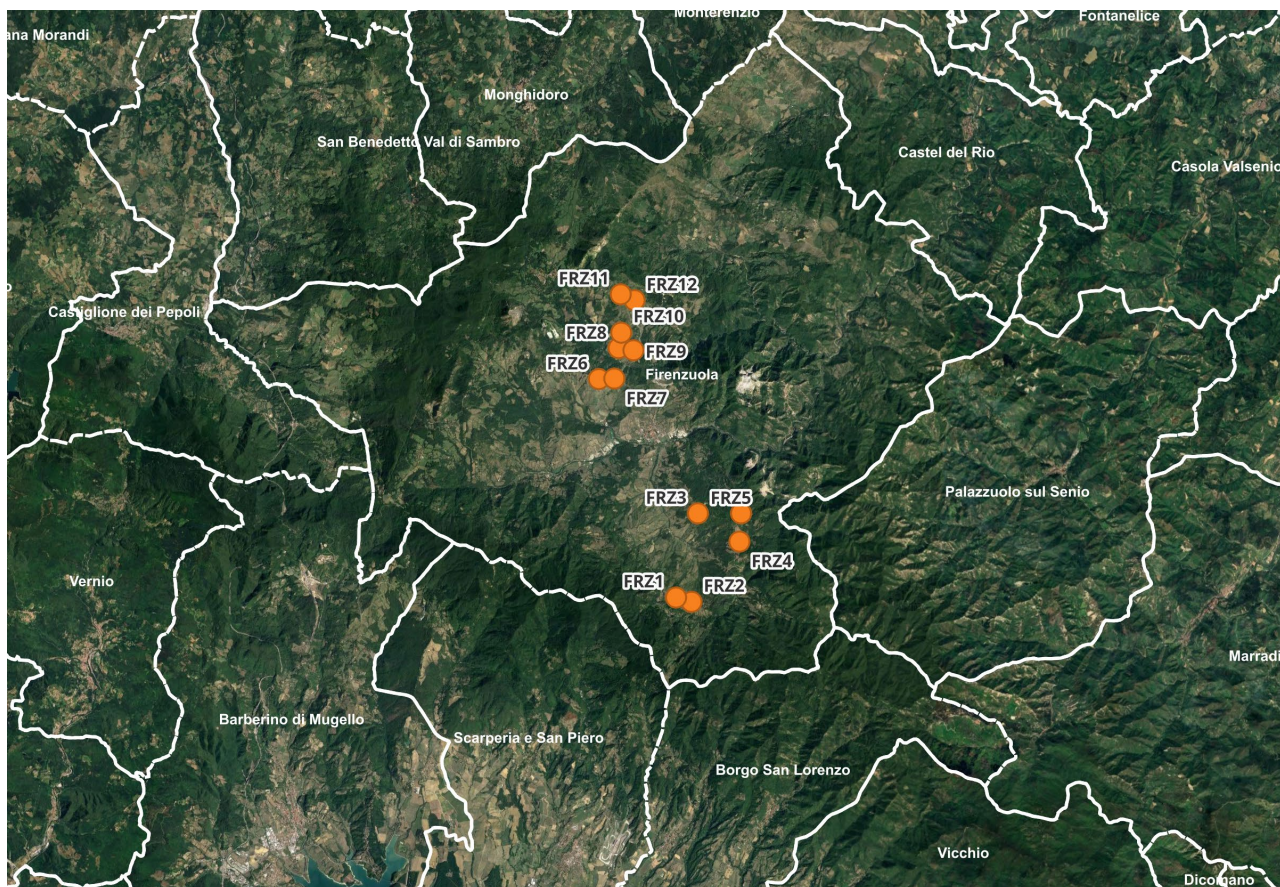 Monterenzio
Fontanelice
ana Morandi
Monghidoro
San Benedetto Val di Sambro
Castel del Rio
Casola Valsenio
FRZ11
FRZ12
Castiglione dei Pepoli
FRZ10
FRZ8
FRZ9
FRZ6
Firenzuola
FRZ7
FRZ3
FRZ5
Palazzuolo sul Senio
FRZ4
Vernio
FRZ1
FRZ2
Marradi
Barberino di Mugello
Scarperia e San Piero
Borgo San Lorenzo
Vicchio
Dicomano